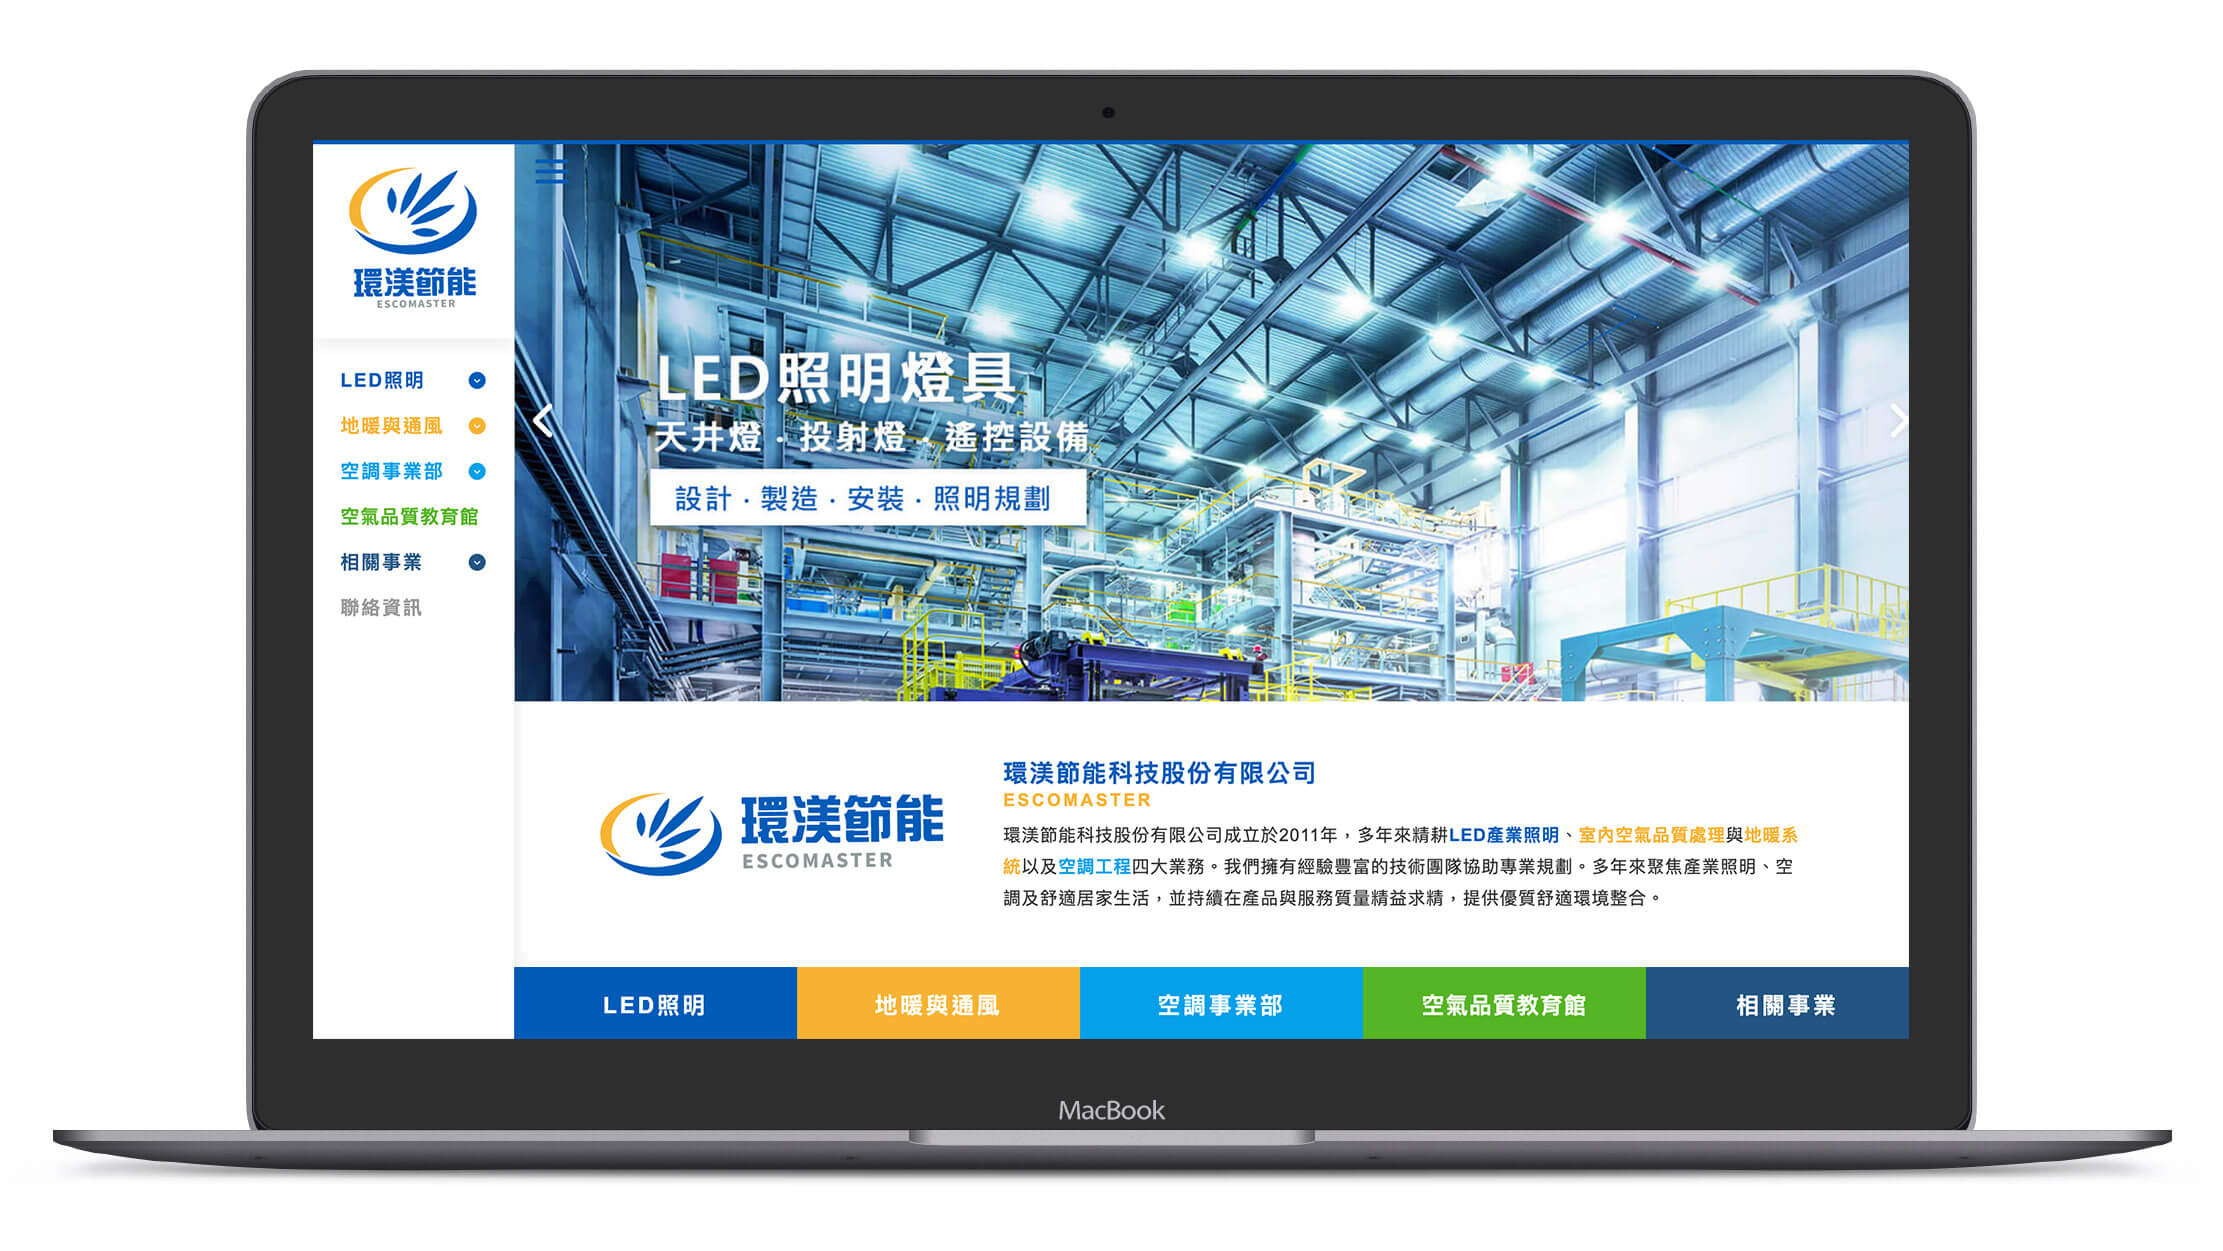 環渼節能
ESCOMASTER
LED照明
地暖與通風
空調事業部
空氣品質教育館
相關事業
聯絡資訊
LED照明燈具
天井燈．投射燈．遙控設備
設計．製造．安裝．照明規劃
環渼節能
ESCOMASTER
環渼節能科技股份有限公司
ESCOMASTER
環渼節能科技股份有限公司成立於2011年，多年來精耕LED產業照明、室內空氣品質處理與地暖系
統以及空調工程四大業務。我們擁有經驗豐富的技術團隊協助專業規劃。多年來聚焦產業照明、空
調及舒適居家生活，並持續在產品與服務質量精益求精，提供優質舒適環境整合。
LED照明
地暖與通風
空調事業部
空氣品質教育館
相關事業
MacBook